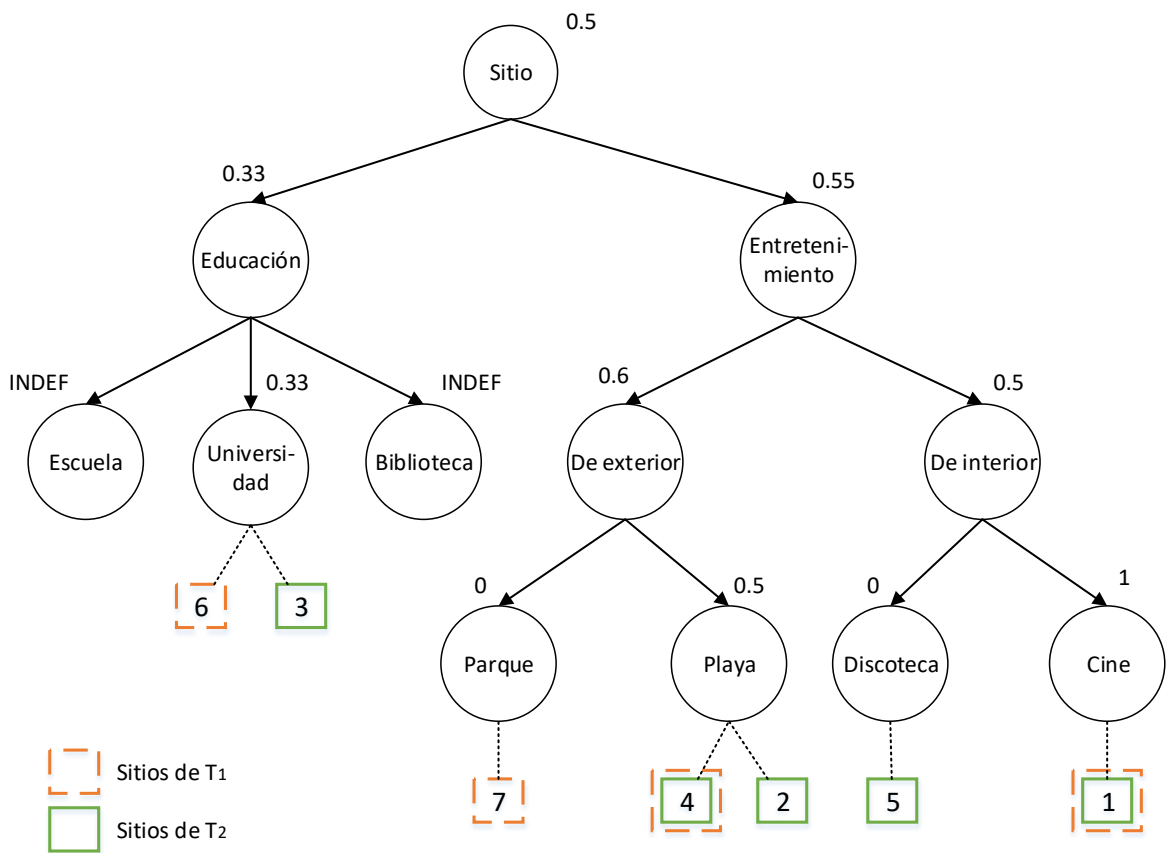 0.5
Sitio
0.33
0.55
Educación
Entreteni-
miento
INDEF
0.33
INDEF
0.6
0.5
Escuela
Universi-
dad
Biblioteca
De exterior
De interior
0
0.5
0
1
6
3
Parque
Playa
Discoteca
Cine
Sitios de T1
7
4
2
5
1
Sitios de T2